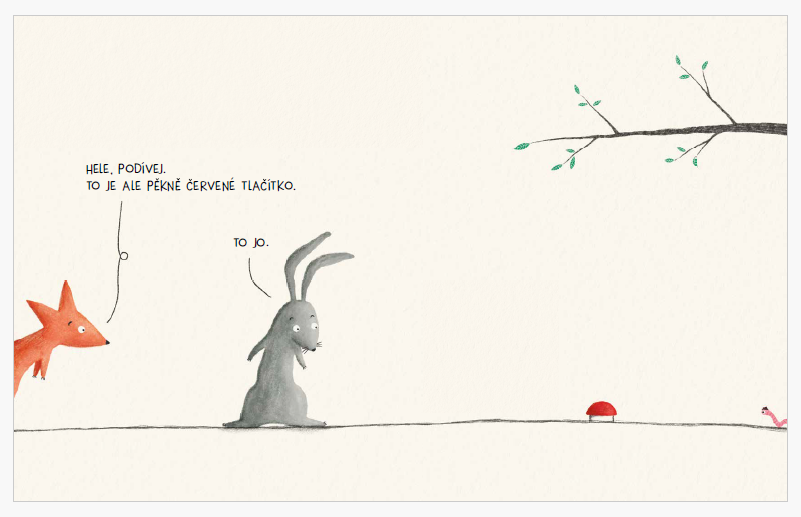 HELE, PODÍVEJ.
TO JE ALE PĚKNĚ ČERVENÉ TLAČÍTKO.
TO JO.